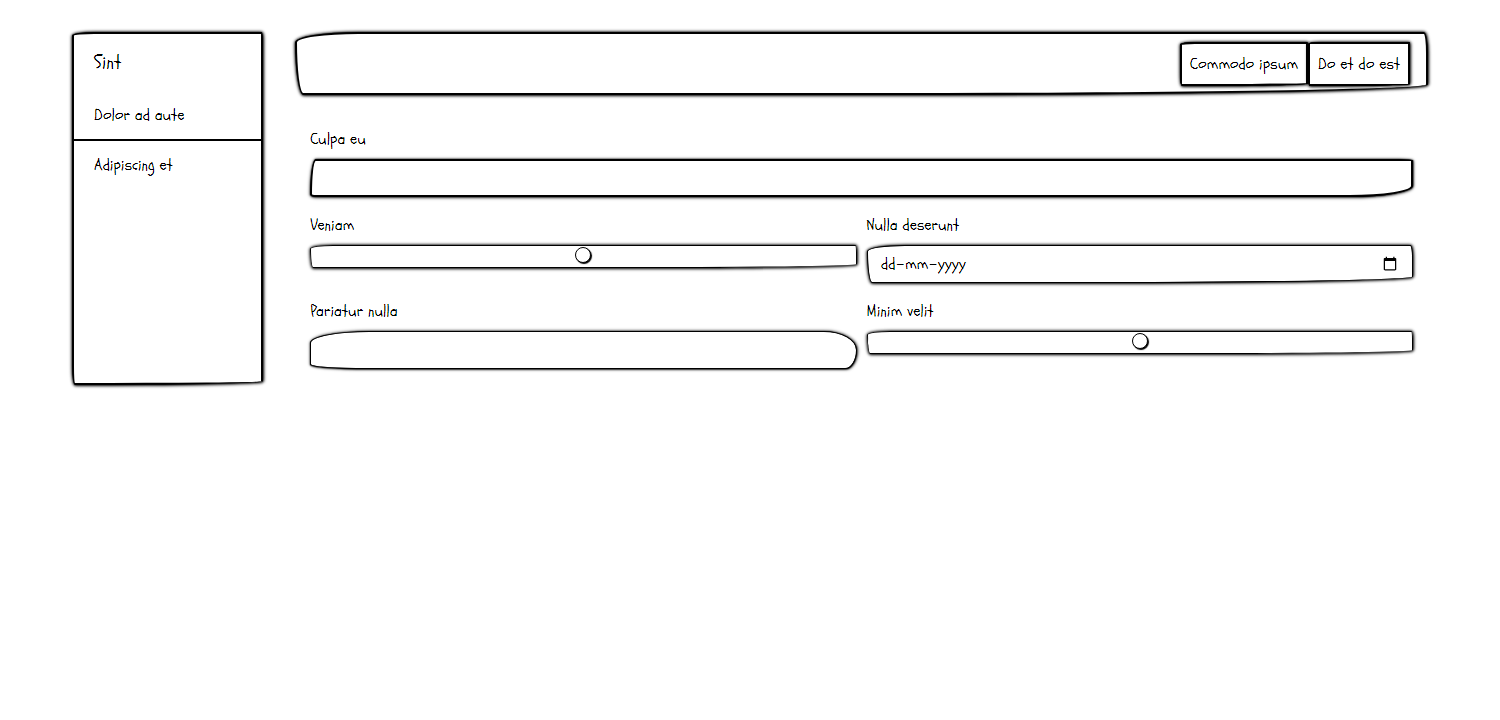 Sint
Dolor ad aute
Adipiscing et
Commodo ipsum
Do et do est
Culpa eu
Veniam
Nulla deserunt
dd-mm-yyyy
Pariatur nulla
Minim velit